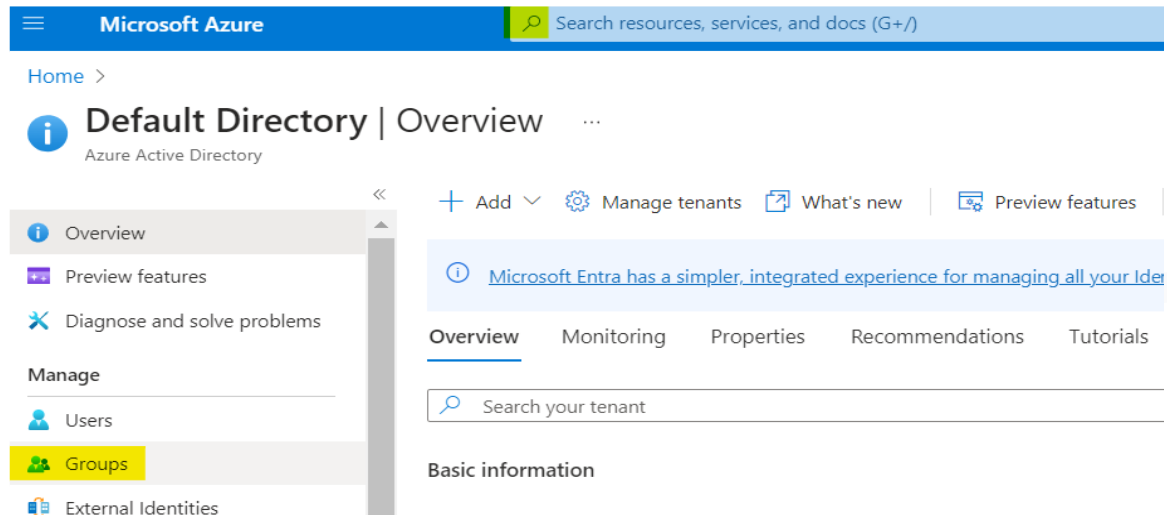 Microsoft Azure
Search resources, services, and docs (G+/)
Home >
Default Directory | Overview ...
Azure Active Directory
Add
Manage tenants
What's new
Preview features
Overview
Preview features
Diagnose and solve problems
Manage
Users
Groups
External Identities
Microsoft Entra has a simpler, integrated experience for managing all your
Overview
Monitoring
Properties
Recommendations
Tutorials
Search your tenant
Basic information